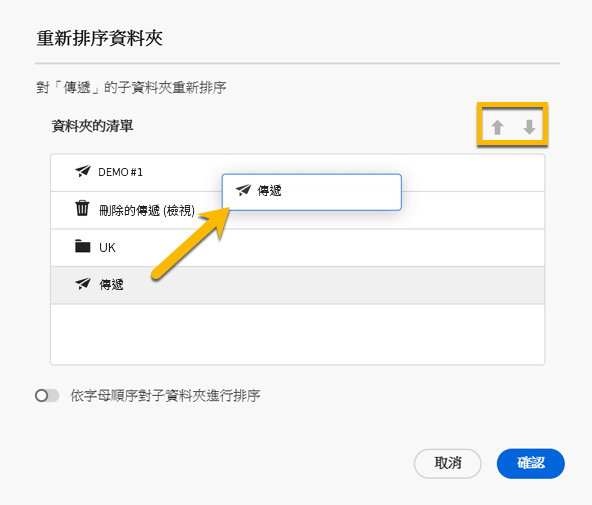 重新排序資料夾
對「傳遞」的子資料夾重新排序
資料夾的清單
DEMO #1
傳遞
刪除的傳遞 (檢視)
UK
傳遞
依字母順序對子資料夾進行排序
取消
確認